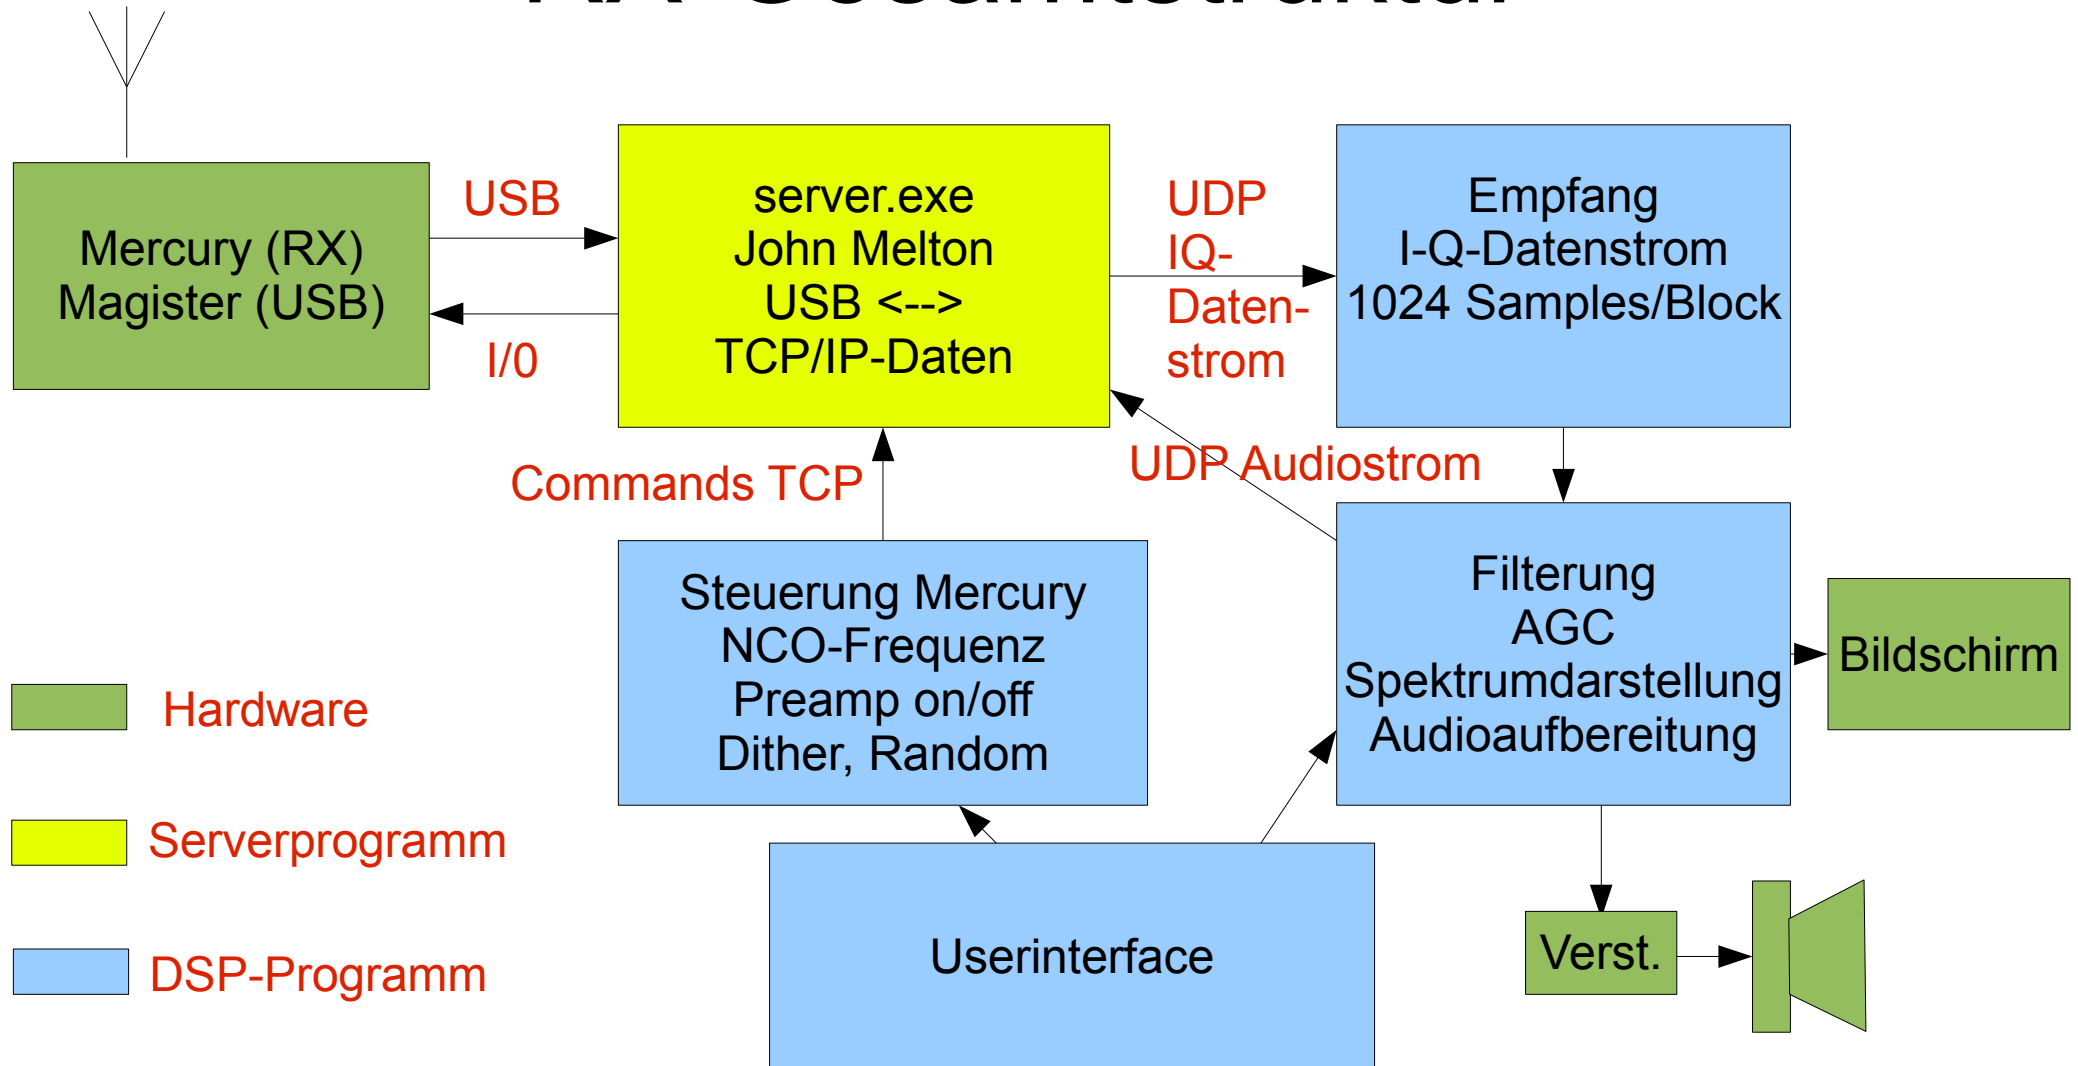 RX-Gesamtstruktur
Mercury (RX)
Magister (USB)
USB
I/0
server.exe
John Melton
USB <-->
TCP/IP-Daten
UDP
IQ-
Daten-
strom
Empfang
I-Q-Datenstrom
1024 Samples/Block
Commands TCP
UDP Audiostrom
Steuerung Mercury
NCO-Frequenz
Preamp on/off
Dither, Random
Filterung
AGC
Spektrumdarstellung
Audioaufbereitung
Bildschirm
Hardware
Serverprogramm
DSP-Programm
Userinterface
Verst.